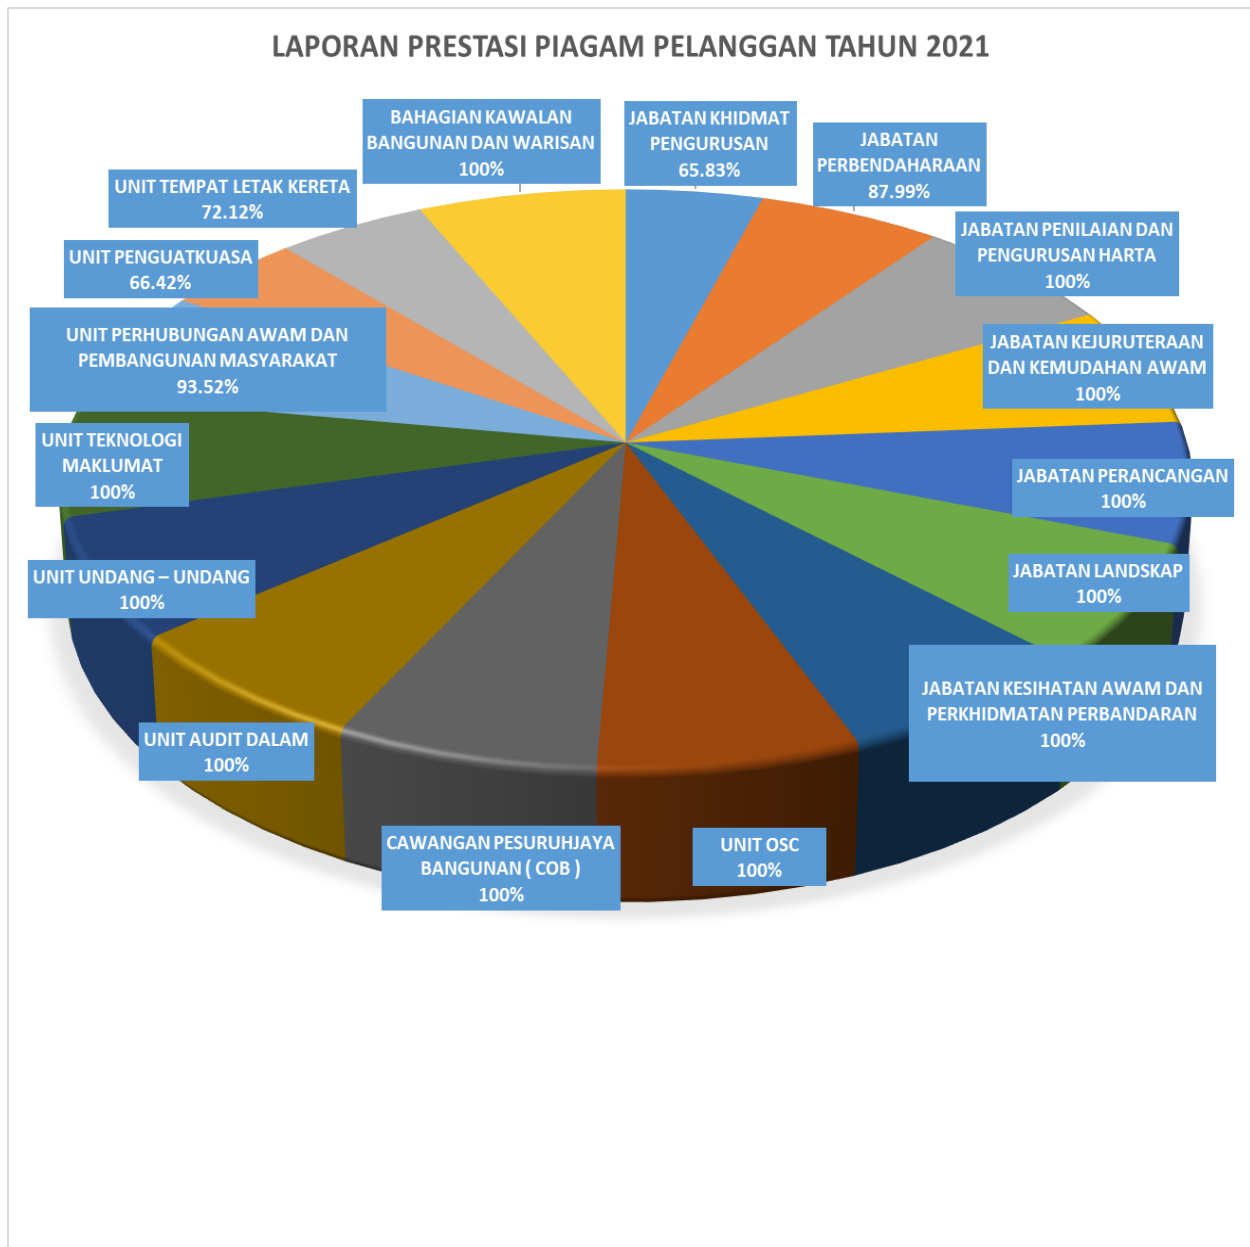 LAPORAN PRESTASI PIAGAM PELANGGAN TAHUN 2021
BAHAGIAN KAWALAN
BANGUNAN DAN WARISAN
100%
JABATAN KHIDMAT
PENGURUSAN
65.83%
JABATAN
PERBENDAHARAAN
87.99%
UNIT TEMPAT LETAK KERETA
72.12%
JABATAN PENILAIAN DAN
PENGURUSAN HARTA
100%
UNIT PENGUATKUASA
66.42%
UNIT PERHUBUNGAN AWAM DAN
PEMBANGUNAN MASYARAKAT
93.52%
JABATAN KEJURUTERAAN
DAN KEMUDAHAN AWAM
100%
UNIT TEKNOLOGI
MAKLUMAT
100%
JABATAN PERANCANGAN
100%
UNIT UNDANG – UNDANG
100%
JABATAN LANDSKAP
100%
JABATAN KESIHATAN AWAM DAN
PERKHIDMATAN PERBANDARAN
100%
UNIT AUDIT DALAM
100%
CAWANGAN PESURUHJAYA
BANGUNAN ( COB )
100%
UNIT OSC
100%